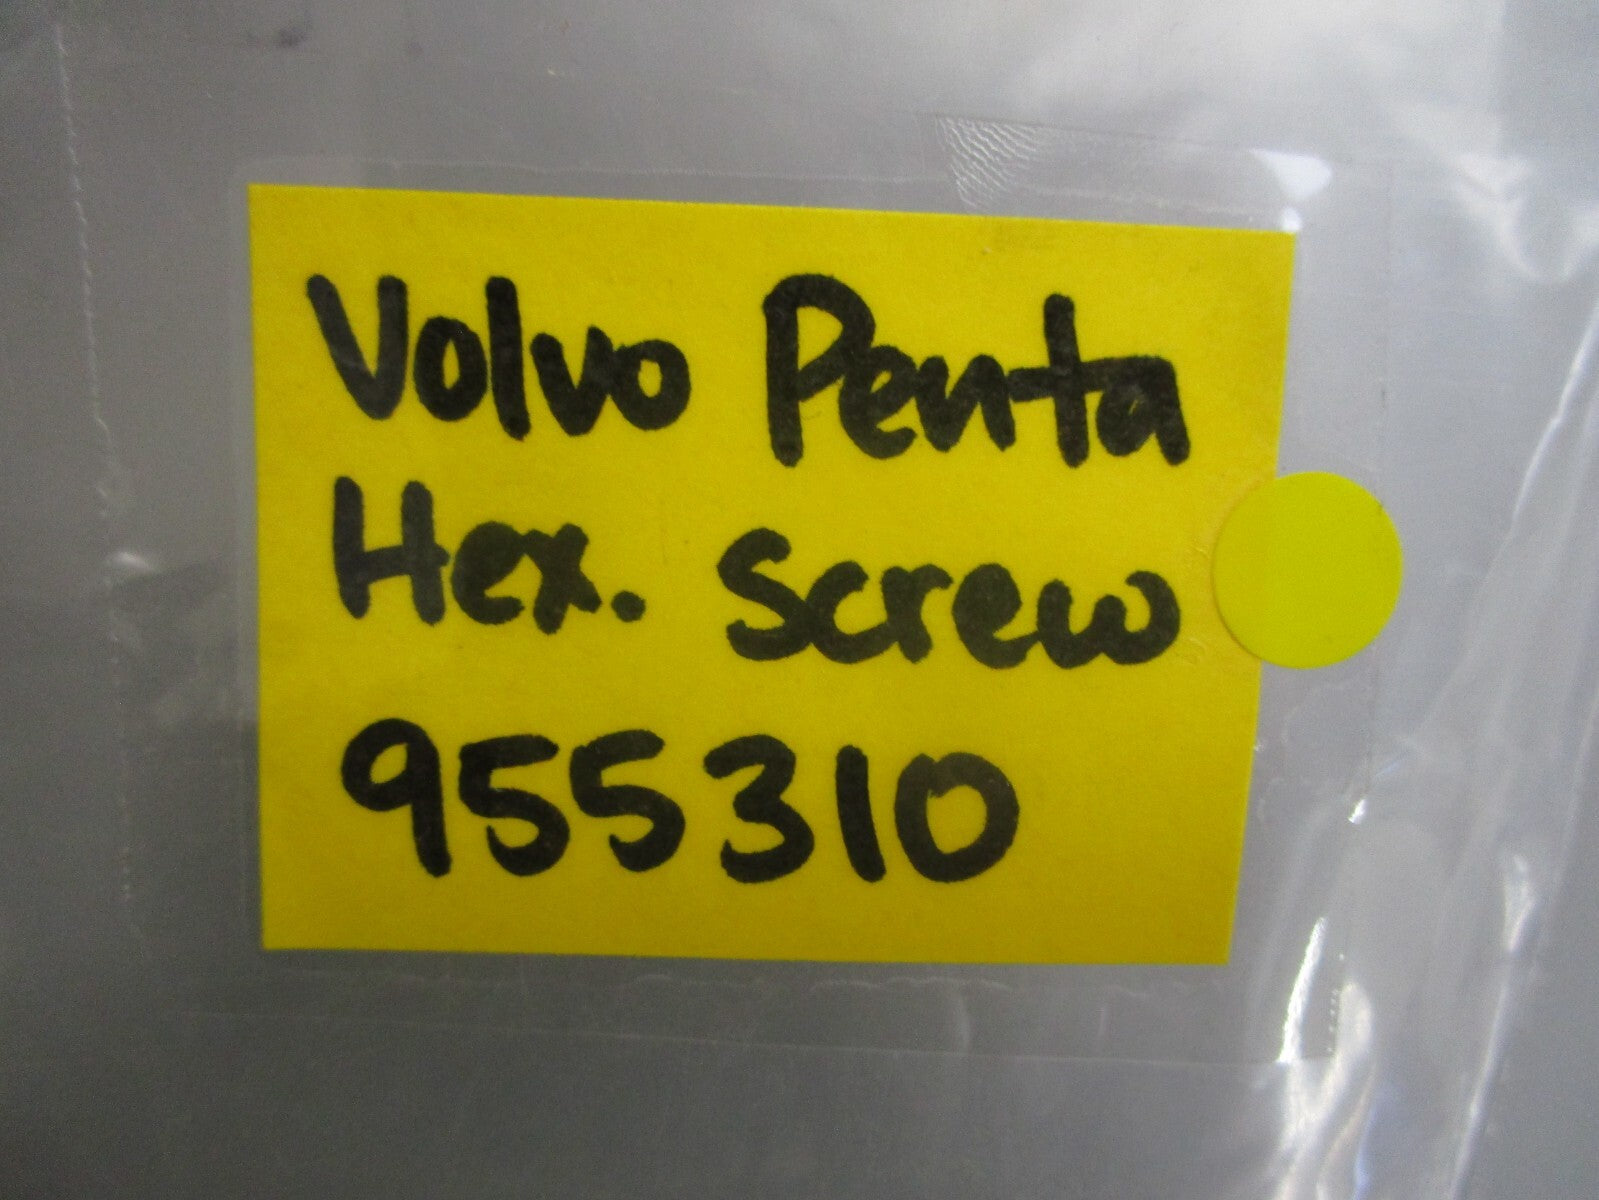 Volvo Penta
Hex. Screw
955310